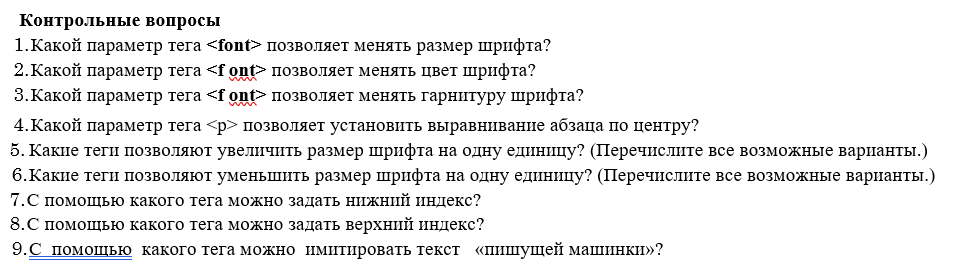 Контрольные вопросы
1.Какой параметр тега <font> позволяет менять размер шрифта?
2.Какой параметр тега <f ont> позволяет менять цвет шрифта?
3.Какой параметр тега <f ont> позволяет менять гарнитуру шрифта?
4.Какой параметр тега <p> позволяет установить выравнивание абзаца по центру?
5. Какие теги позволяют увеличить размер шрифта на одну единицу? (Перечислите все возможные варианты.)
6.Какие теги позволяют уменьшить размер шрифта на одну единицу? (Перечислите все возможные варианты.)
7.С помощью какого тега можно задать нижний индекс?
8.С помощью какого тега можно задать верхний индекс?
9.С помощью какого тега можно имитировать текст «пишущей машинки»?